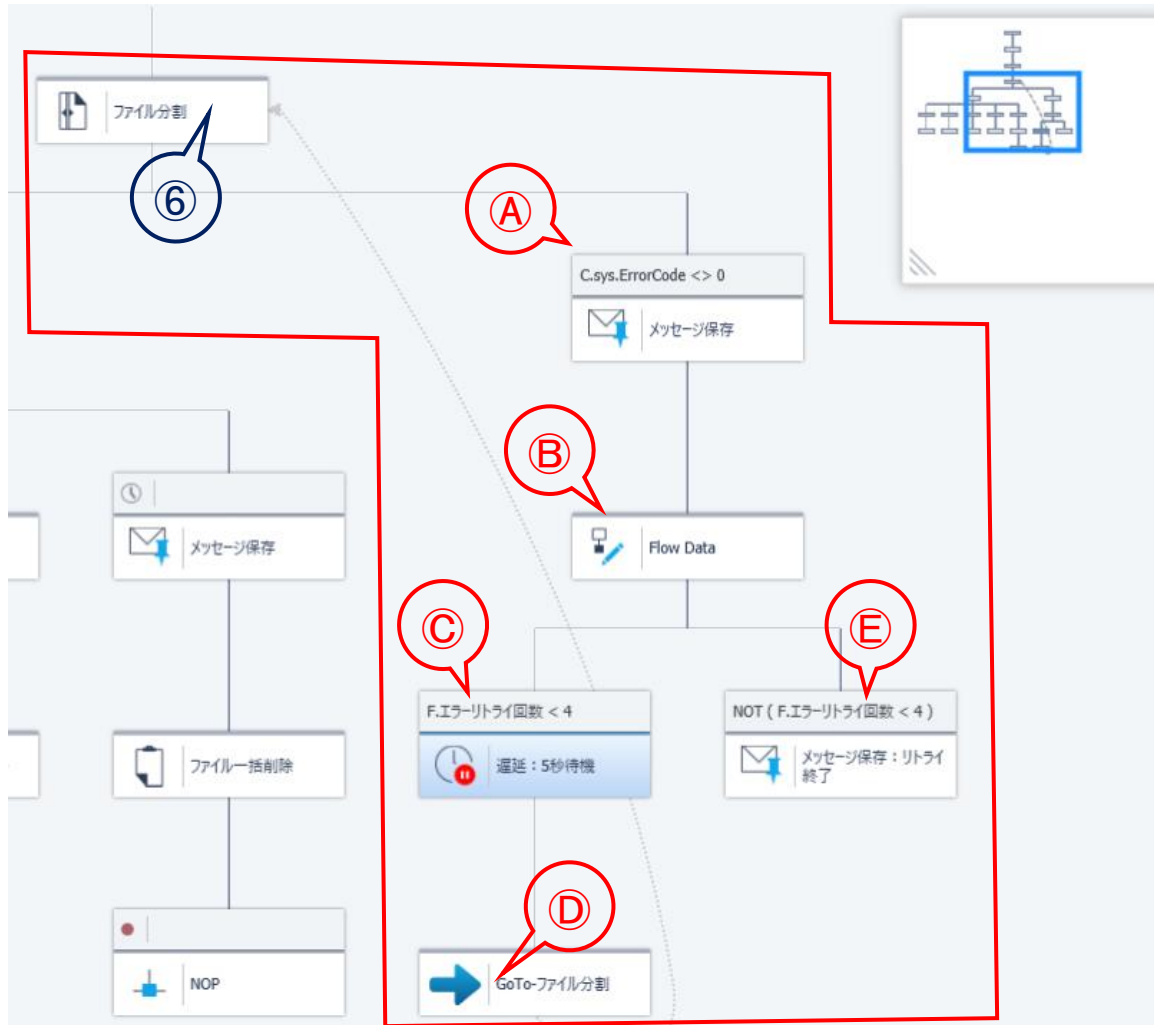 ファイル分割
⑥
Ⓐ
C.sys.ErrorCode <> 0
メッセージ保存
Ⓑ
Flow Data
メッセージ保存
Ⓒ
Ⓔ
F.エラーリトライ回数 < 4
NOT ( F.エラーリトライ回数 < 4 )
ファイル一括削除
遅延：5秒待機
メッセージ保存：リトライ
終了
Ⓓ
NOP
GoTo-ファイル分割